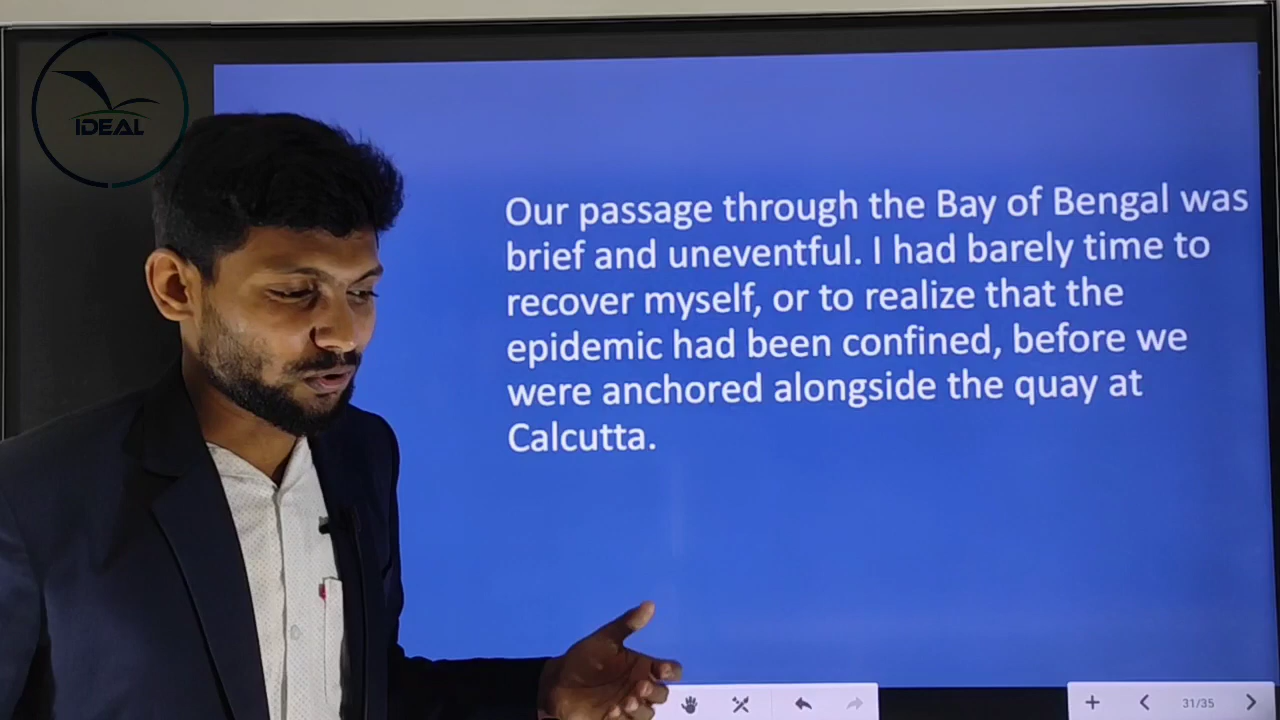 IDEAL
Our passage through the Bay of Bengal was
brief and uneventful. I had barely time to
recover myself, or to realize that the
epidemic had been confined, before we
were anchored alongside the quay at
Calcutta.
31/35